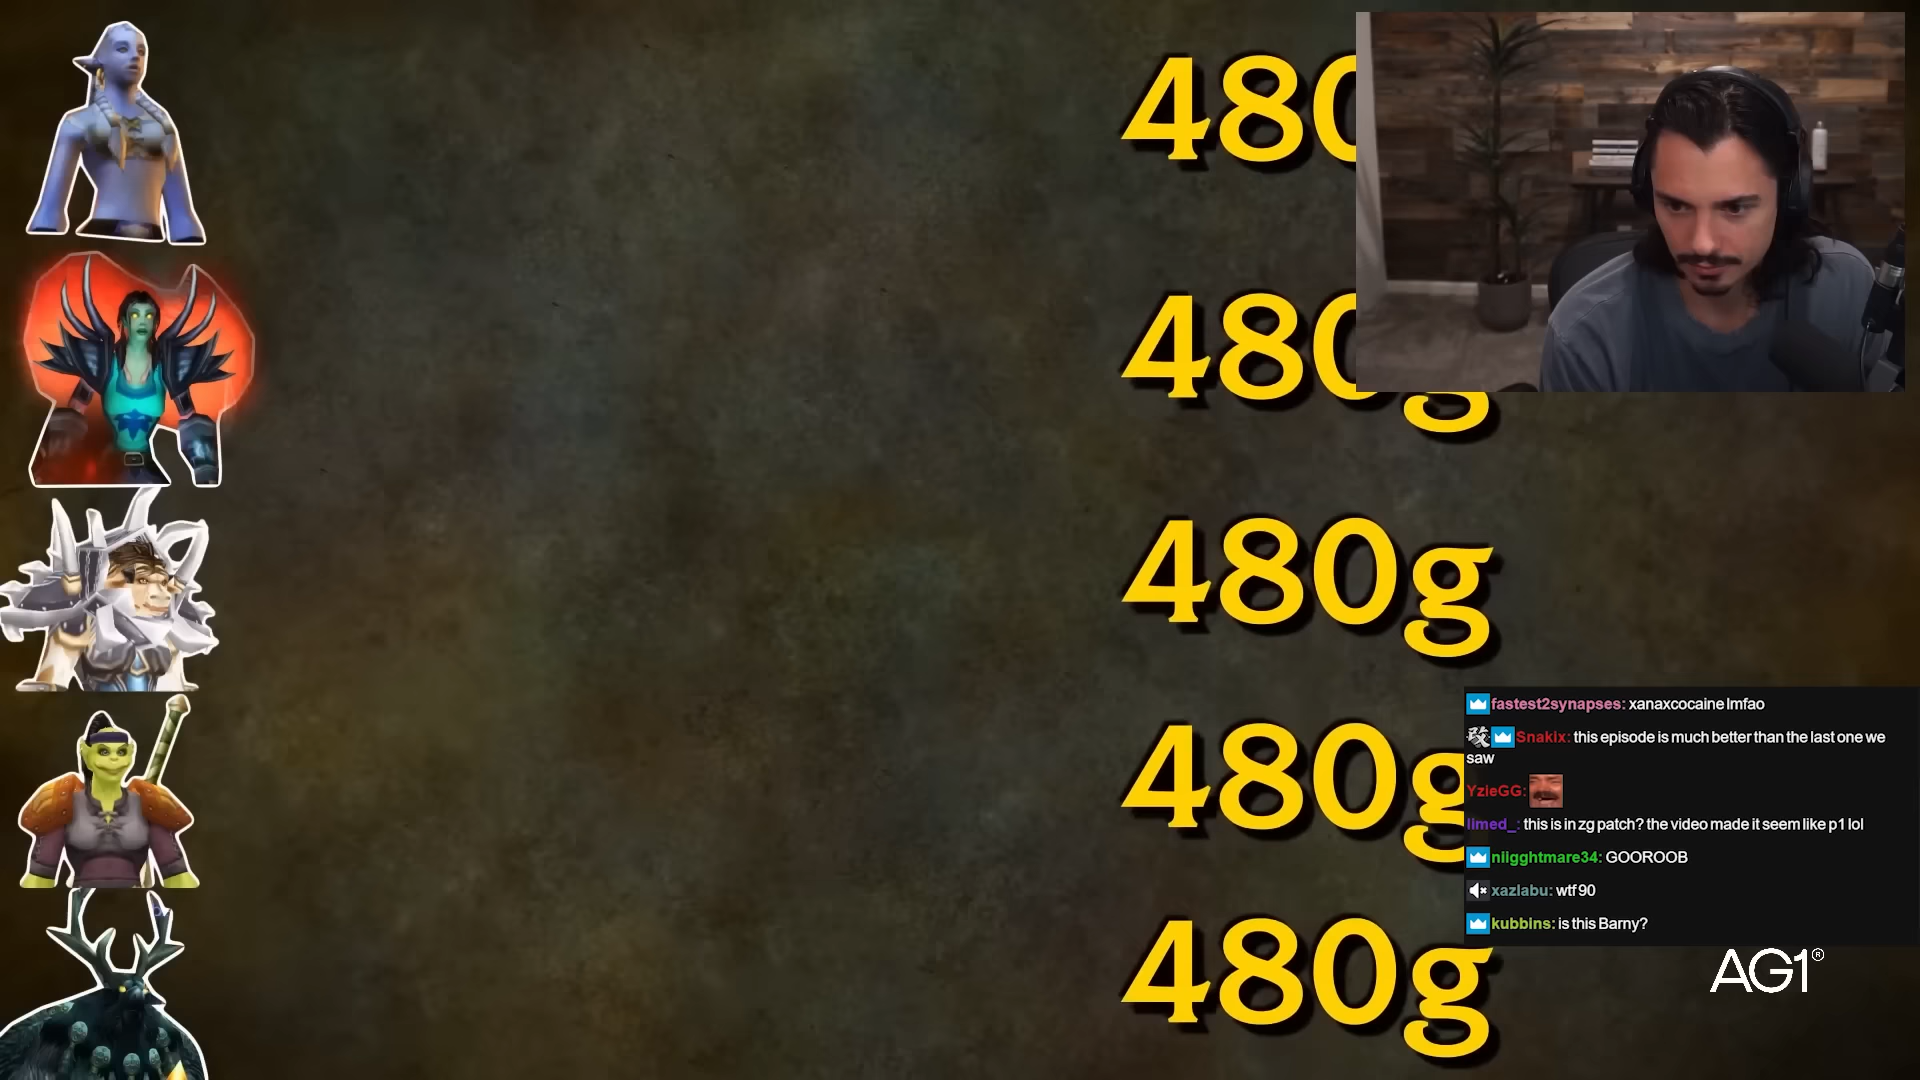 480
480g
480g
480g
480g
fastest2synapses: xanaxcocaine lmfao
Snakix: this episode is much better than the last one we
saw
YzieGG:
limed_: this is in zg patch? the video made it seem like p1 lol
niigghtmare34: GOOROOB
xazlabu: wtf 90
kubbins: is this Barny?
AG1®